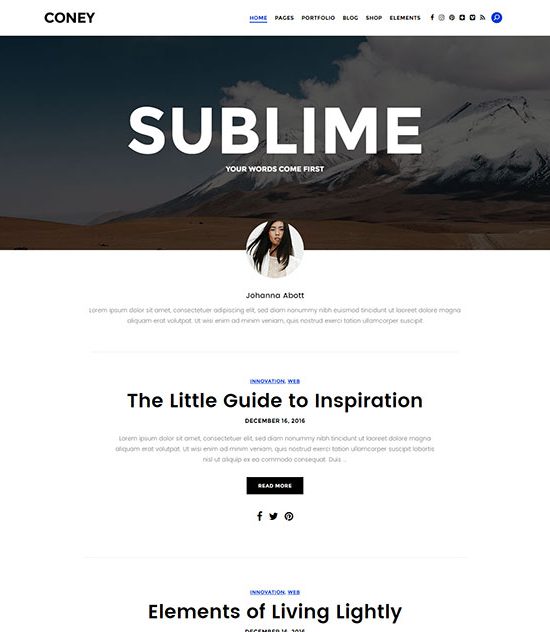 CONEY
HOME PAGES PORTFOLIO BLOG SHOP ELEMENTS
SUBLIME
YOUR WORDS COME FIRST
Johanna Abott
Lorem ipsum dolor sit amet, consectetuer adipiscing elit, sed diam nonummy nibh euismod tincidunt ut laoreet dolore magna
aliquam erat volutpat. Ut wisi enim ad minim veniam, quis nostrud exerci tation ullamcorper suscipit.
INNOVATION, WEB
The Little Guide to Inspiration
DECEMBER 16, 2016
Lorem ipsum dolor sit amet, consectetuer elit, sed diam nonummy nibh tincidunt ut laoreet dolore
magna aliquam erat volutpat. Ut wisi enim ad minim veniam, quis nostrud exerci tation ullamcorper
nisl ut aliquip ex ea commodo consequat. Duis ...
READ MORE
INNOVATION, WEB
Elements of Living Lightly
DECEMBER 16, 2016